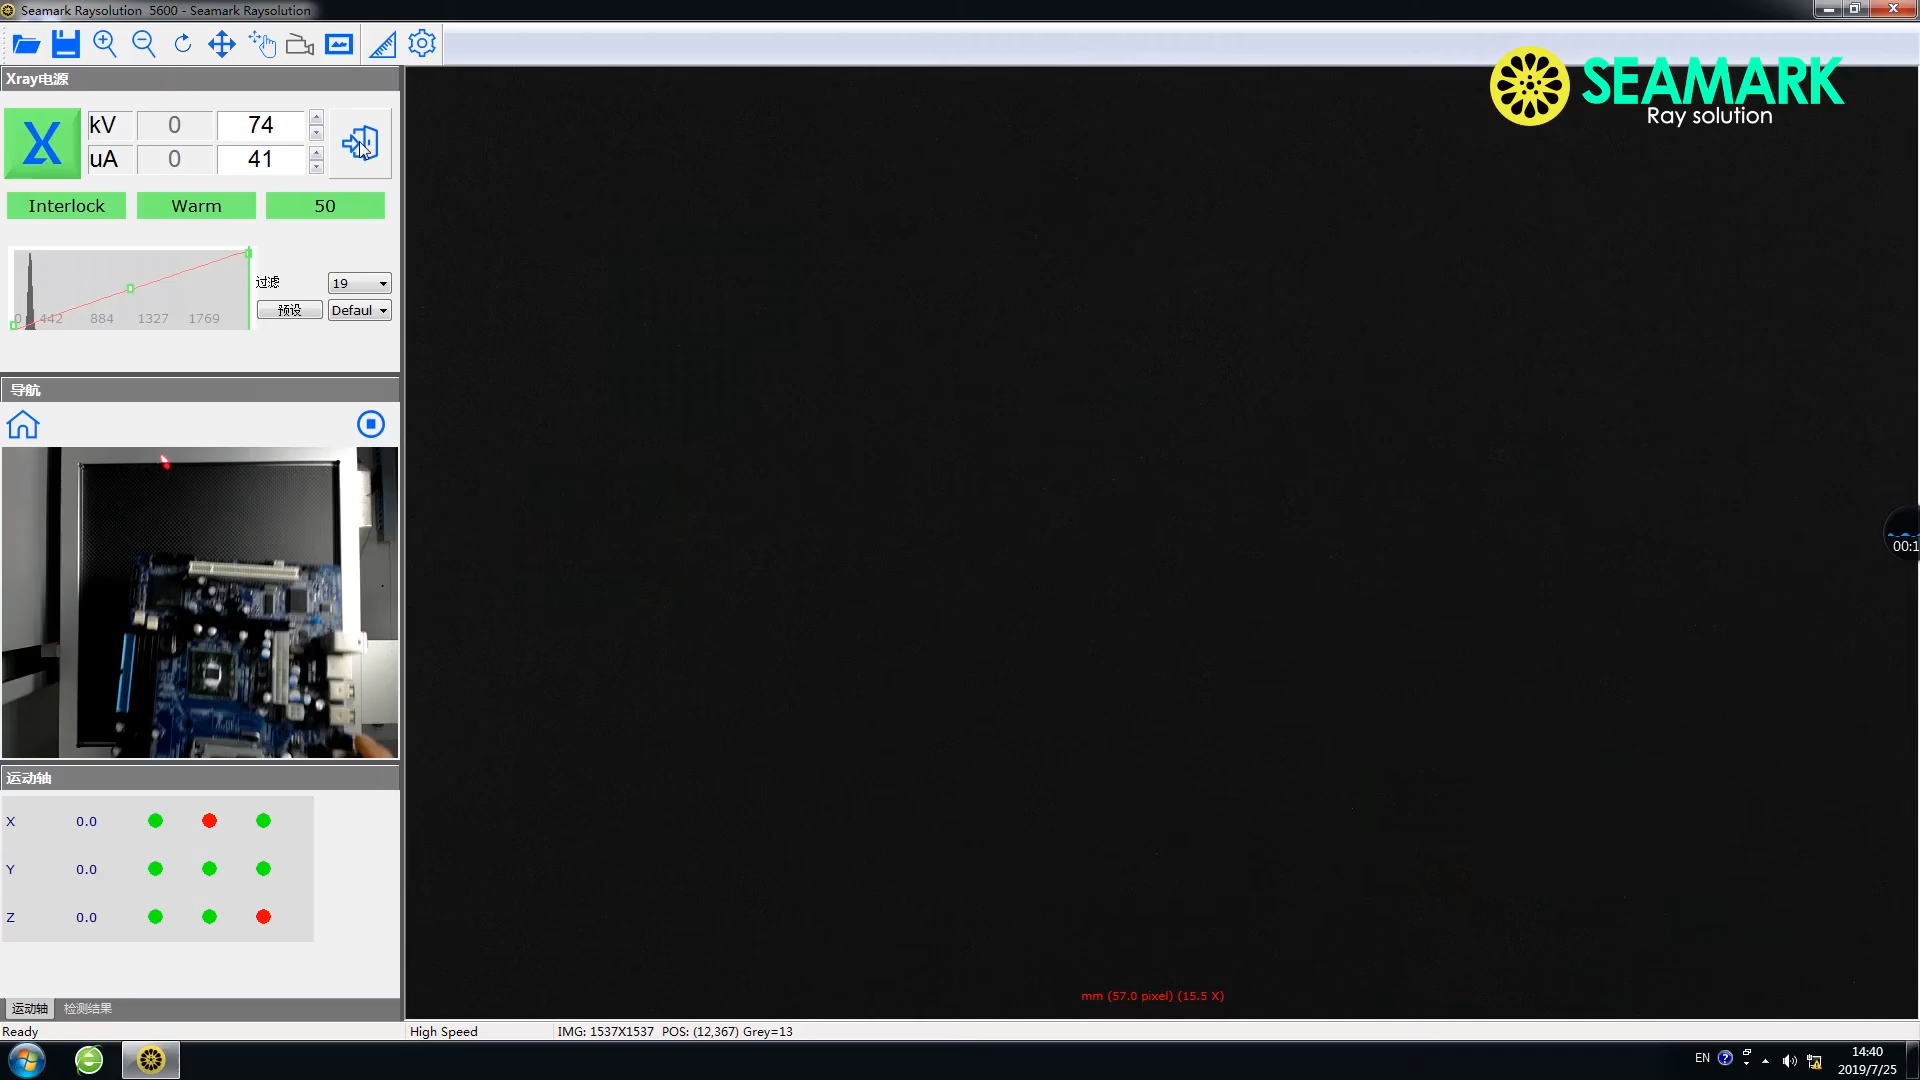 Seamark Raysolution 5600 - Seamark Raysolution
SEAMARK
Ray solution
Xray电源
X
kV 0 74
uA 0 41
Interlock Warm 50
过滤 19
预设 Defaul
0 442 884 1327 1769
导航
运动轴
X 0.0
Y 0.0
Z 0.0
mm (57.0 pixel) (15.5 X)
00:1
运动轴 检测结果
Ready High Speed IMG: 1537X1537 POS: (12,367) Grey=13
EN 14:40
2019/7/25